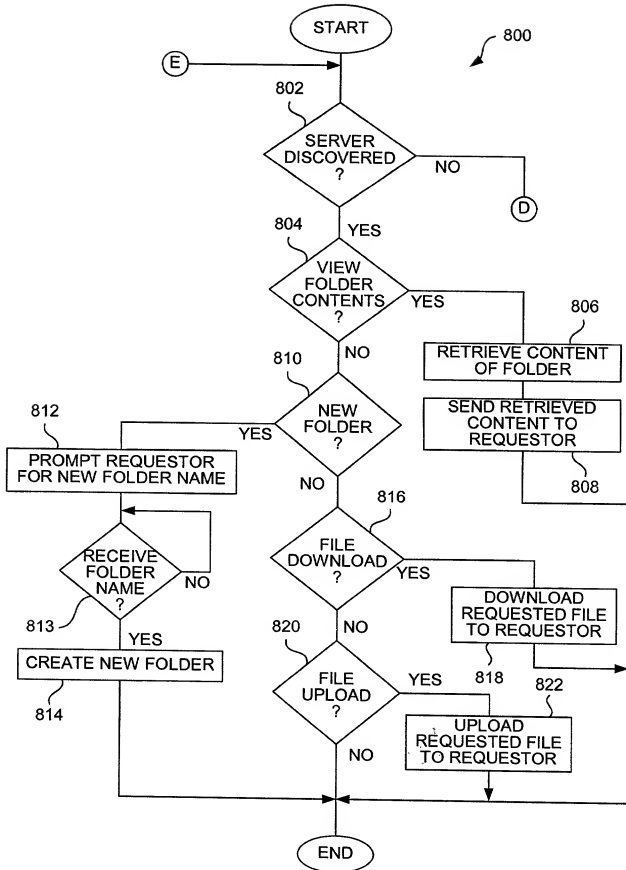 START
800
E
802
SERVER
DISCOVERED
?
NO
D
YES
804
VIEW
FOLDER
CONTENTS
?
YES
806
RETRIEVE CONTENT
OF FOLDER
SEND RETRIEVED
CONTENT TO
REQUESTOR
808
NO
810
NEW
FOLDER
?
YES
812
PROMPT REQUESTOR
FOR NEW FOLDER NAME
RECEIVE
FOLDER
NAME
?
NO
813
YES
CREATE NEW FOLDER
814
NO
816
FILE
DOWNLOAD
?
YES
DOWNLOAD
REQUESTED FILE
TO REQUESTOR
818
NO
820
FILE
UPLOAD
?
YES
822
UPLOAD
REQUESTED FILE
TO REQUESTOR
NO
END